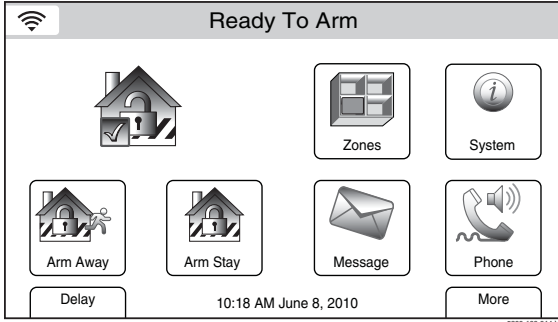 Ready To Arm
Zones
System
Arm Away
Arm Stay
Message
Phone
Delay
10:18 AM June 8, 2010
More